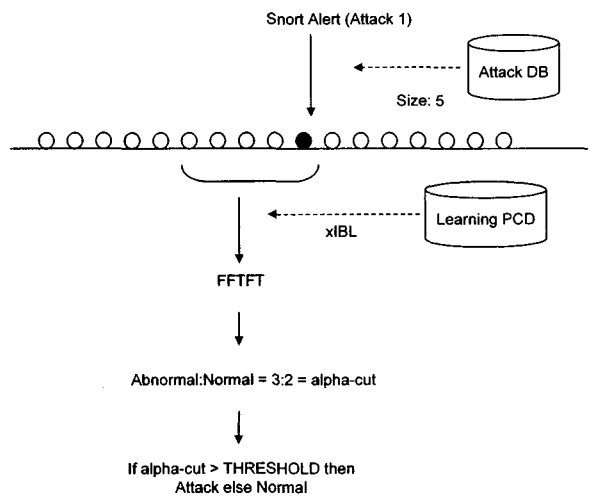 Snort Alert (Attack 1)
Attack DB
Size: 5
Learning PCD
xIBL
FFTFT
Abnormal:Normal = 3:2 = alpha-cut
If alpha-cut > THRESHOLD then
Attack else Normal